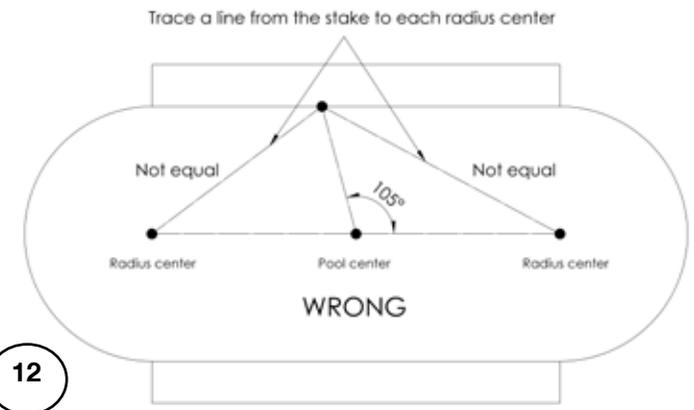 Trace a line from the stake to each radius center
Not equal
Not equal
105°
Radius center
Pool center
Radius center
WRONG
12